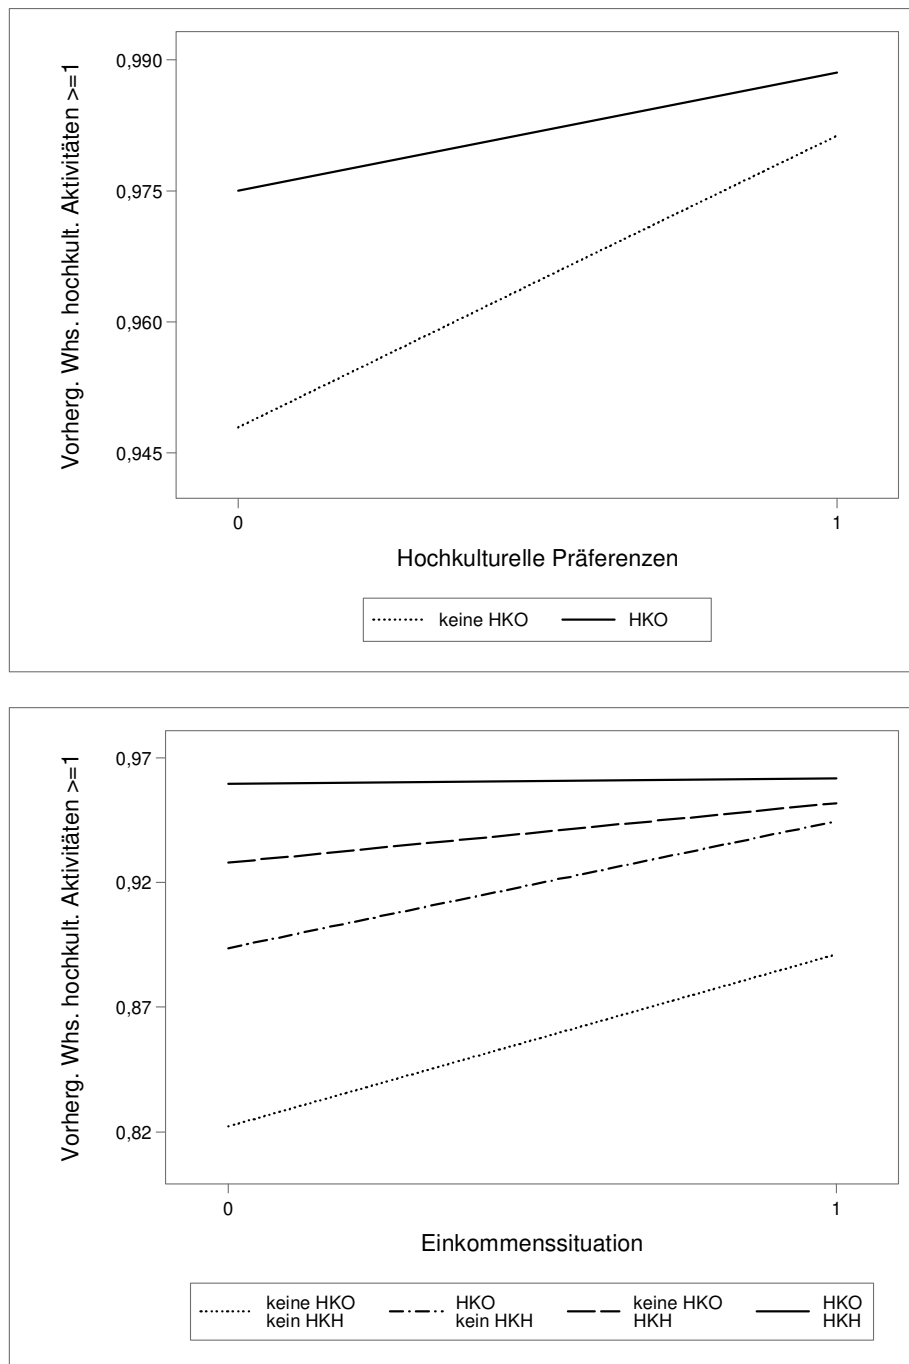 Vorherg. Whs. hochkult. Aktivitäten >=1
0,990
0,975
0,960
0,945
0
1
Hochkulturelle Präferenzen
keine HKO
HKO
Vorherg. Whs. hochkult. Aktivitäten >=1
0,97
0,92
0,87
0,82
0
1
Einkommenssituation
keine HKO
kein HKH
HKO
kein HKH
keine HKO
HKH
HKO
HKH